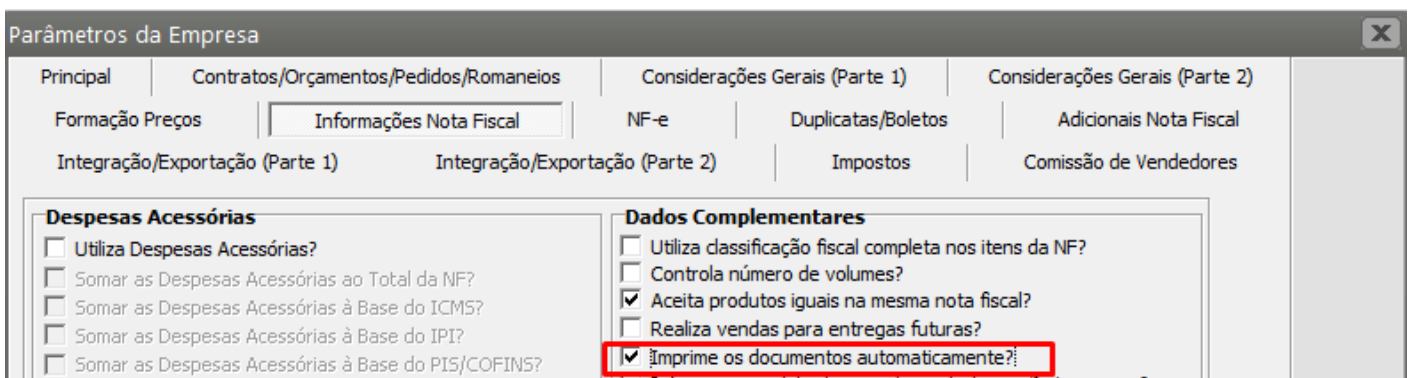 Parâmetros da Empresa
Principal
Contratos/Orçamentos/Pedidos/Romaneios
Considerações Gerais (Parte 1)
Considerações Gerais (Parte 2)
Formação Preços
Informações Nota Fiscal
NF-e
Duplicatas/Boletos
Adicionais Nota Fiscal
Integração/Exportação (Parte 1)
Integração/Exportação (Parte 2)
Impostos
Comissão de Vendedores
Despesas Acessórias
Utiliza Despesas Acessórias?
Somar as Despesas Acessórias ao Total da NF?
Somar as Despesas Acessórias à Base do ICMS?
Somar as Despesas Acessórias à Base do IPI?
Somar as Despesas Acessórias à Base do PIS/COFINS?
Dados Complementares
Utiliza classificação fiscal completa nos itens da NF?
Controla número de volumes?
Aceita produtos iguais na mesma nota fiscal?
Realiza vendas para entregas futuras?
Imprime os documentos automaticamente?